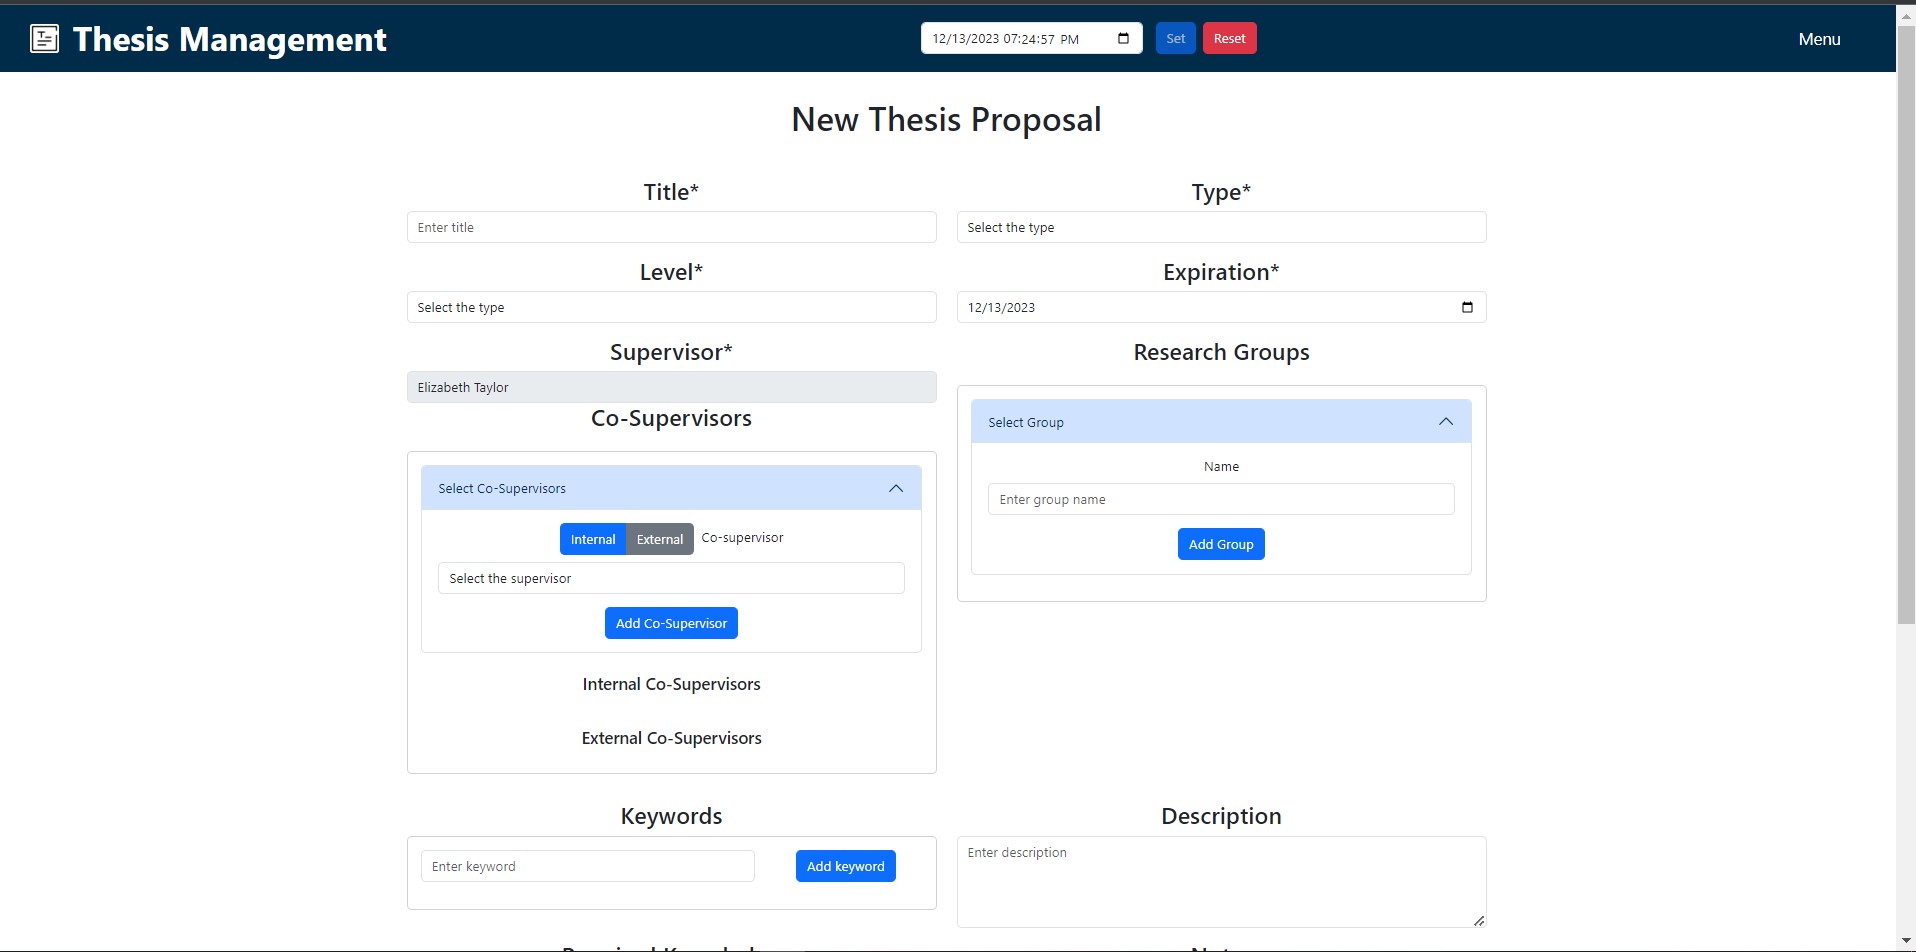 Thesis Management
12/13/2023 07:24:57 PM
Set
Reset
Menu
New Thesis Proposal
Title*
Enter title
Type*
Select the type
Level*
Select the type
Expiration*
12/13/2023
Supervisor*
Elizabeth Taylor
Co-Supervisors
Select Co-Supervisors
Internal External Co-supervisor
Select the supervisor
Add Co-Supervisor
Internal Co-Supervisors
External Co-Supervisors
Research Groups
Select Group
Name
Enter group name
Add Group
Keywords
Enter keyword
Add keyword
Description
Enter description